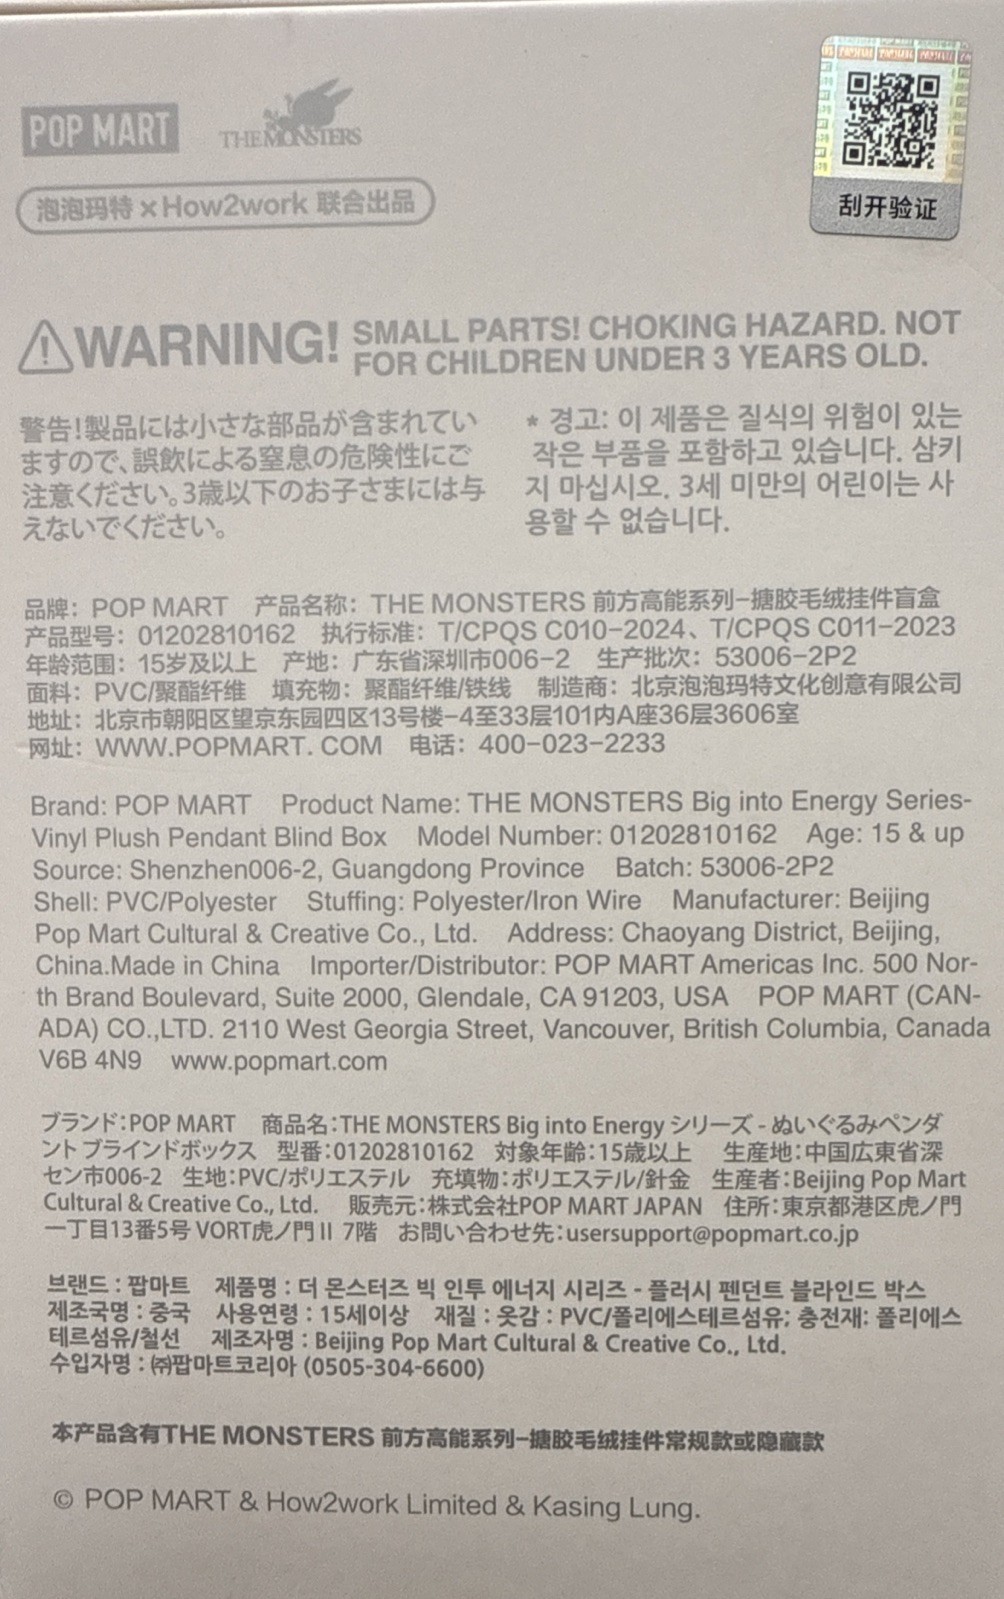 POP MART
THE MONSTERS
泡泡玛特 × How2work 联合出品
刮开验证
WARNING! SMALL PARTS! CHOKING HAZARD. NOT
FOR CHILDREN UNDER 3 YEARS OLD.
警告!製品には小さな部品が含まれてい
ますので、誤飲による窒息の危険性にご
注意ください。3歳以下のお子さまには与
えないでください。
* 경고: 이 제품은 질식의 위험이 있는
작은 부품을 포함하고 있습니다. 삼키
지 마십시오. 3세 미만의 어린이는 사
용할 수 없습니다.
品牌：POP MART 产品名称：THE MONSTERS 前方高能系列-搪胶毛绒挂件盲盒
产品型号：01202810162 执行标准：T/CPQS C010-2024、T/CPQS C011-2023
年龄范围：15岁及以上 产地：广东省深圳市006-2 生产批次：53006-2P2
面料：PVC/聚酯纤维 填充物：聚酯纤维/铁线 制造商：北京泡泡玛特文化创意有限公司
地址：北京市朝阳区望京东园四区13号楼-4至33层101内A座36层3606室
网址：WWW.POPMART. COM 电话：400-023-2233
Brand: POP MART Product Name: THE MONSTERS Big into Energy Series-
Vinyl Plush Pendant Blind Box Model Number: 01202810162 Age: 15 & up
Source: Shenzhen006-2, Guangdong Province Batch: 53006-2P2
Shell: PVC/Polyester Stuffing: Polyester/Iron Wire Manufacturer: Beijing
Pop Mart Cultural & Creative Co., Ltd. Address: Chaoyang District, Beijing,
China.Made in China Importer/Distributor: POP MART Americas Inc. 500 Nor-
th Brand Boulevard, Suite 2000, Glendale, CA 91203, USA POP MART (CAN-
ADA) CO.,LTD. 2110 West Georgia Street, Vancouver, British Columbia, Canada
V6B 4N9 www.popmart.com
ブランド：POP MART 商品名：THE MONSTERS Big into Energy シリーズ - ぬいぐるみペンダ
ント ブラインドボックス 型番：01202810162 対象年齢：15歳以上 生産地：中国広東省深
セン市006-2 生地：PVC/ポリエステル 充填物：ポリエステル/針金 生産者：Beijing Pop Mart
Cultural & Creative Co., Ltd. 販売元：株式会社POP MART JAPAN 住所：東京都港区虎ノ門
一丁目13番5号 VORT虎ノ門Ⅱ 7階 お問い合わせ先：usersupport@popmart.co.jp
브랜드 : 팝마트 제품명 : 더 몬스터즈 빅 인투 에너지 시리즈 - 플러시 펜던트 블라인드 박스
제조국명 : 중국 사용연령 : 15세이상 재질 : 옷감 : PVC/폴리에스테르섬유; 충전재: 폴리에스
테르섬유/철선 제조자명 : Beijing Pop Mart Cultural & Creative Co., Ltd.
수입자명 : ㈜팝마트코리아 (0505-304-6600)
本产品含有THE MONSTERS 前方高能系列-搪胶毛绒挂件常规款或隐藏款
© POP MART & How2work Limited & Kasing Lung.